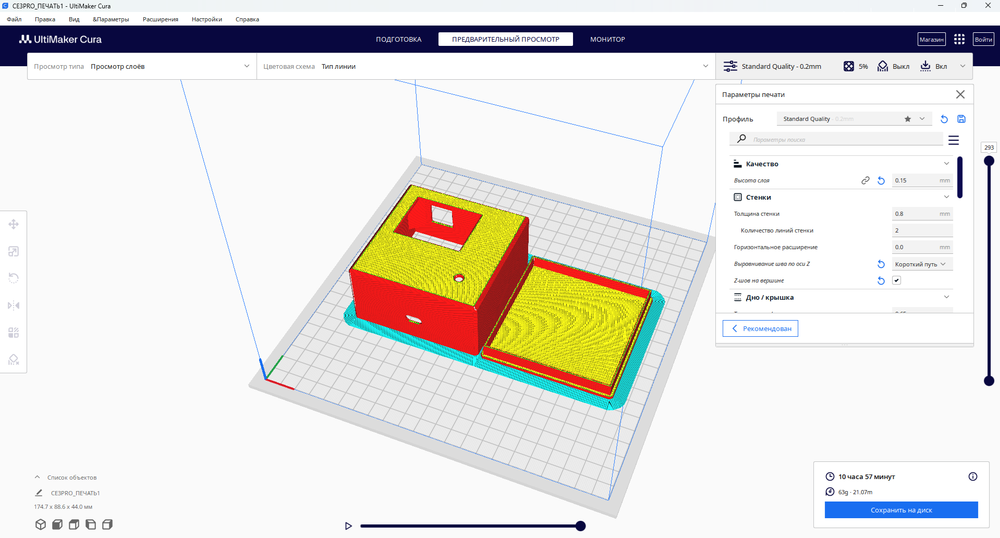 CE3PRO_ПЕЧАТЬ1 - UltiMaker Cura
Файл Правка Вид &Параметры Расширения Настройки Справка
UltiMaker Cura
ПОДГОТОВКА ПРЕДВАРИТЕЛЬНЫЙ ПРОСМОТР МОНИТОР
Магазин Войти
Просмотр типа Просмотр слоёв
Цветовая схема Тип линии
Standard Quality - 0.2mm 5% Выкл Вкл
Параметры печати
Профиль Standard Quality - 0.2mm
Параметры поиска
293
Качество
Высота слоя 0.15 mm
Стенки
Толщина стенки 0.8 mm
Количество линий стенки 2
Горизонтальное расширение 0.0 mm
Выравнивание шва по оси Z Короткий путь
Z-шов на вершине
Дно / крышка
Рекомендован
Список объектов
CE3PRO_ПЕЧАТЬ1
174.7 x 88.6 x 44.0 мм
10 часа 57 минут
63g · 21.07m
Сохранить на диск